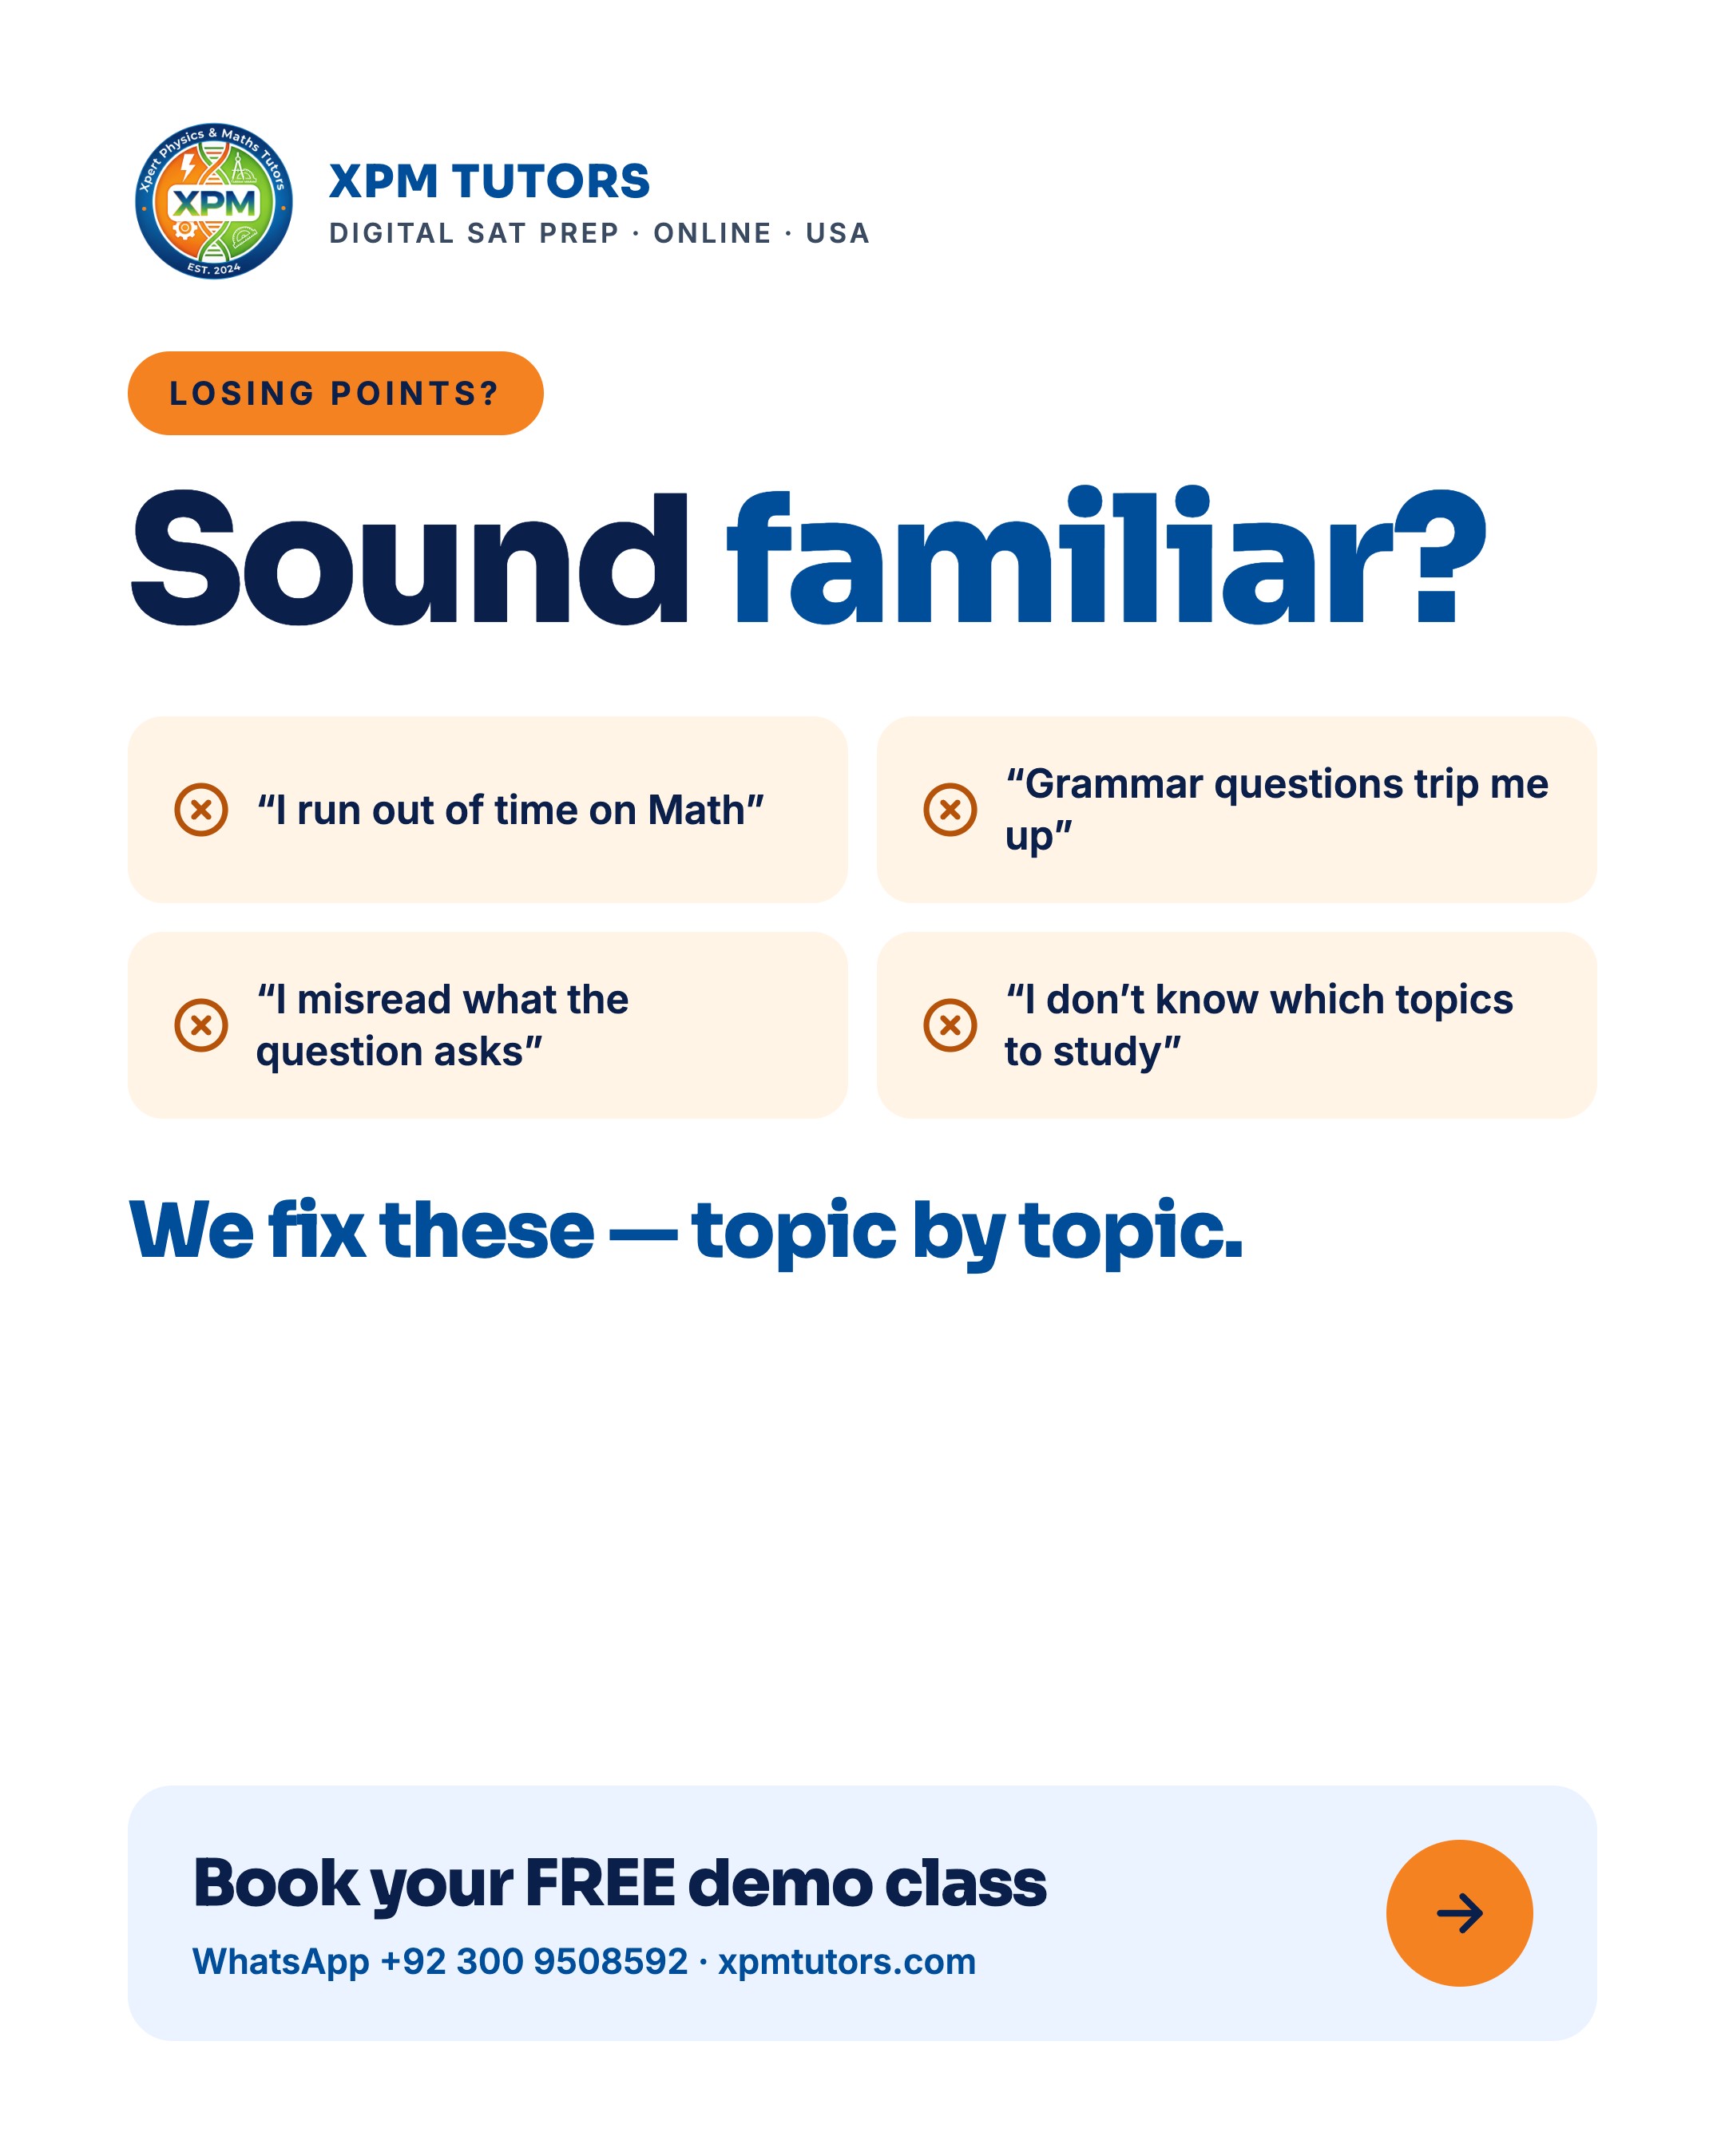 Xpert Physics & Maths Tutors
XPM
EST. 2024
XPM TUTORS
DIGITAL SAT PREP · ONLINE · USA
LOSING POINTS?
Sound familiar?
“I run out of time on Math”
“Grammar questions trip me
up”
“I misread what the
question asks”
“I don’t know which topics
to study”
We fix these — topic by topic.
Book your FREE demo class
WhatsApp +92 300 9508592 · xpmtutors.com